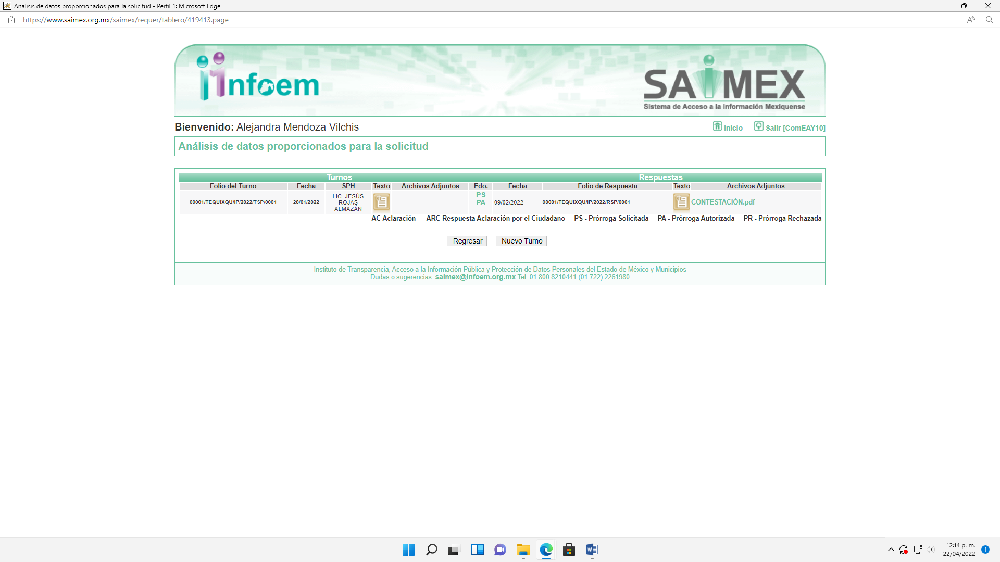 Análisis de datos proporcionados para la solicitud - Perfil 1: Microsoft Edge
https://www.saimex.org.mx/saimex/requer/tablero/419413.page
infoem
SAIMEX
Sistema de Acceso a la Información Mexiquense
Bienvenido: Alejandra Mendoza Vilchis
Inicio Salir [ComEAY10]
Análisis de datos proporcionados para la solicitud
Turnos Respuestas
Folio del Turno Fecha SPH Texto Archivos Adjuntos Edo. Fecha Folio de Respuesta Texto Archivos Adjuntos
00001/TEQUIXQU/IP/2022/TSP/0001 28/01/2022 LIC. JESÚS ROJAS ALMAZÁN PS PA 09/02/2022 00001/TEQUIXQU/IP/2022/RSP/0001 CONTESTACIÓN.pdf
AC Aclaración ARC Respuesta Aclaración por el Ciudadano PS - Prórroga Solicitada PA - Prórroga Autorizada PR - Prórroga Rechazada
Regresar Nuevo Turno
Instituto de Transparencia, Acceso a la Información Pública y Protección de Datos Personales del Estado de México y Municipios
Dudas o sugerencias: saimex@infoem.org.mx Tel. 01 800 8210441 (01 722) 2261980
12:14 p. m.
22/04/2022
1